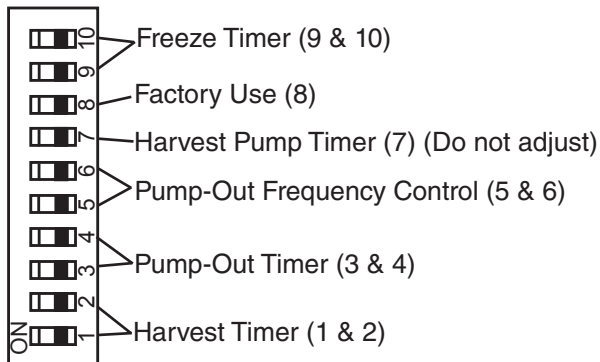 10
Freeze Timer (9 & 10)
9
8
Factory Use (8)
7
Harvest Pump Timer (7) (Do not adjust)
6
Pump-Out Frequency Control (5 & 6)
5
4
Pump-Out Timer (3 & 4)
3
2
Harvest Timer (1 & 2)
1
ON